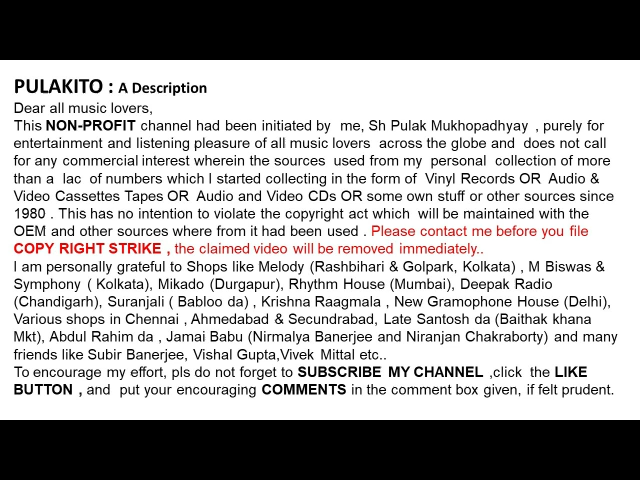 PULAKITO : A Description
Dear all music lovers,
This NON-PROFIT channel had been initiated by me, Sh Pulak Mukhopadhyay , purely for
entertainment and listening pleasure of all music lovers across the globe and does not call
for any commercial interest wherein the sources used from my personal collection of more
than a lac of numbers which I started collecting in the form of Vinyl Records OR Audio &
Video Cassettes Tapes OR Audio and Video CDs OR some own stuff or other sources since
1980 . This has no intention to violate the copyright act which will be maintained with the
OEM and other sources where from it had been used . Please contact me before you file
COPY RIGHT STRIKE , the claimed video will be removed immediately..
I am personally grateful to Shops like Melody (Rashbihari & Golpark, Kolkata) , M Biswas &
Symphony ( Kolkata), Mikado (Durgapur), Rhythm House (Mumbai), Deepak Radio
(Chandigarh), Suranjali ( Babloo da) , Krishna Raagmala , New Gramophone House (Delhi),
Various shops in Chennai , Ahmedabad & Secundrabad, Late Santosh da (Baithak khana
Mkt), Abdul Rahim da , Jamai Babu (Nirmalya Banerjee and Niranjan Chakraborty) and many
friends like Subir Banerjee, Vishal Gupta,Vivek Mittal etc..
To encourage my effort, pls do not forget to SUBSCRIBE MY CHANNEL ,click the LIKE
BUTTON , and put your encouraging COMMENTS in the comment box given, if felt prudent.